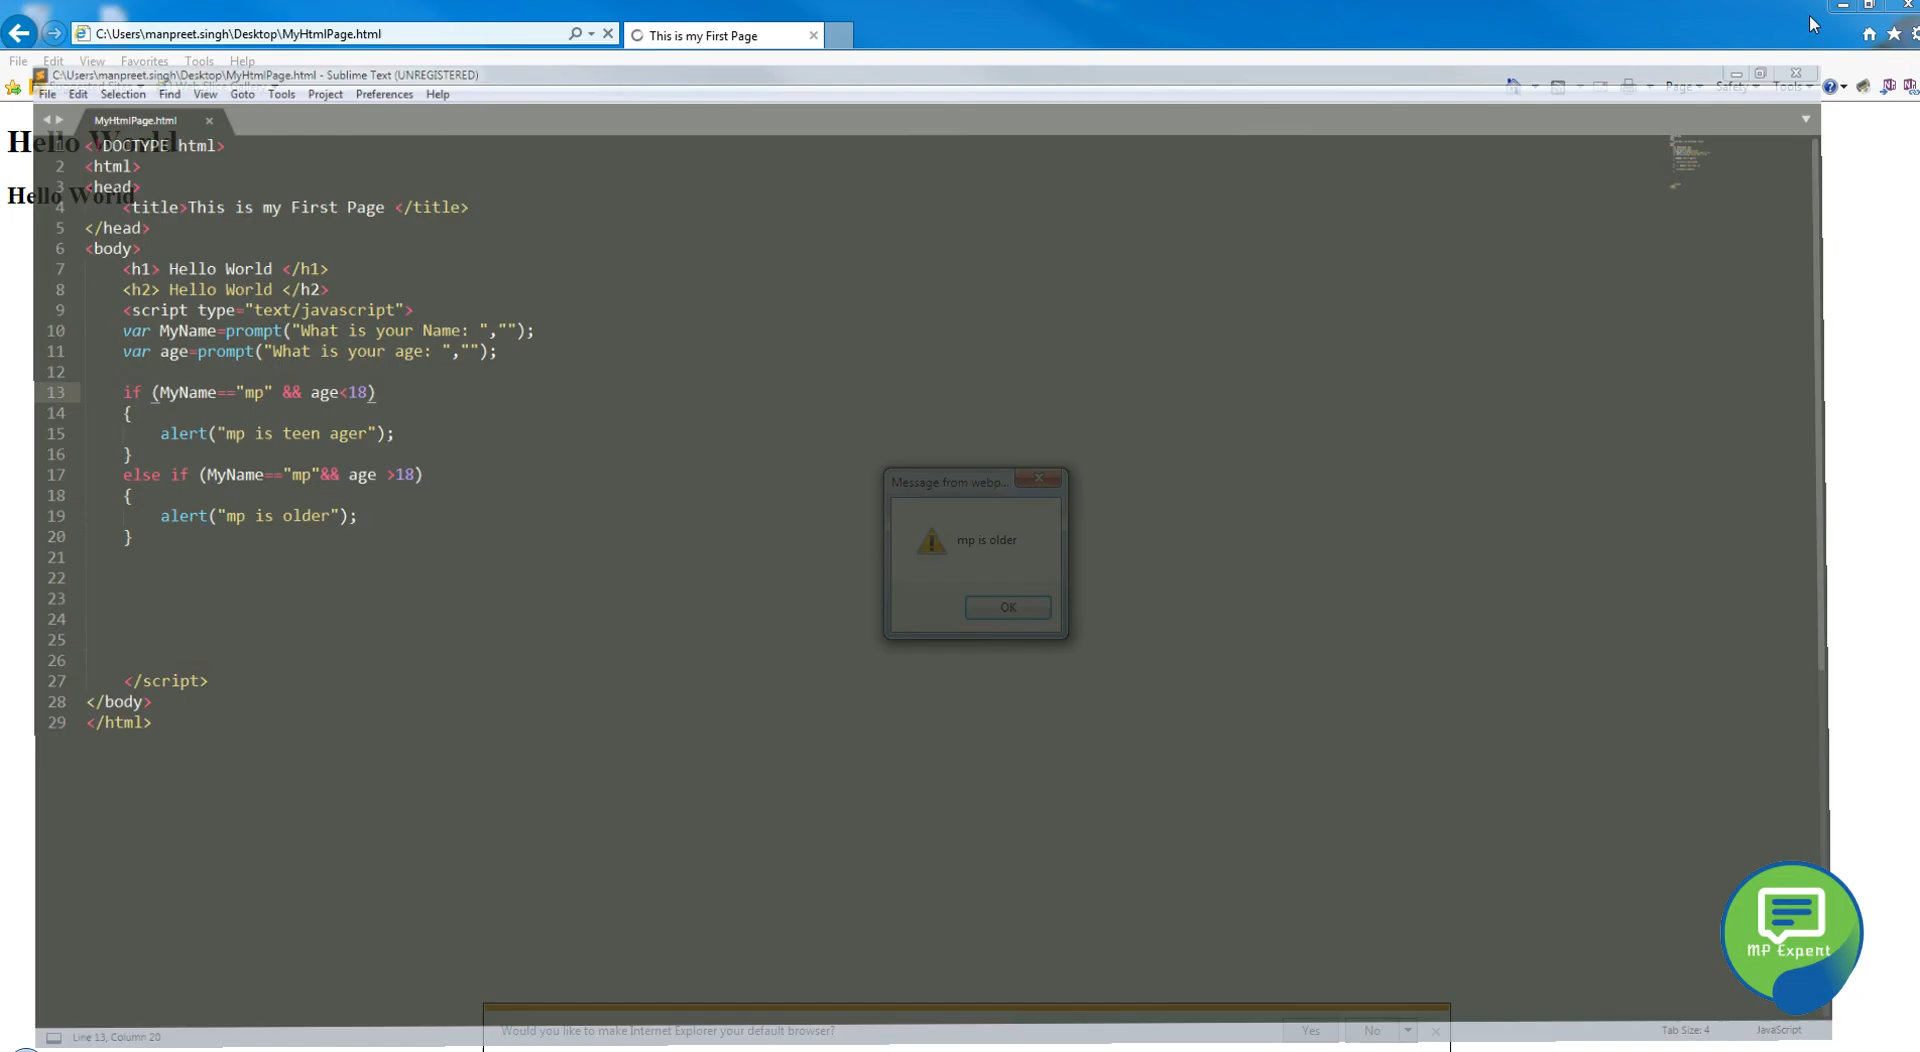 C:\Users\manpreet.singh\Desktop\MyHtmlPage.html
This is my First Page
File Edit View Favorites Tools Help
C:\Users\manpreet.singh\Desktop\MyHtmlPage.html - Sublime Text (UNREGISTERED)
Page Safety Tools
File Edit Selection Find View Goto Tools Project Preferences Help
MyHtmlPage.html
Hello World
Hello World
1 < DOCTYPE html>
2 <html>
3 <head>
4 <title>This is my First Page </title>
5 </head>
6 <body>
7 <h1> Hello World </h1>
8 <h2> Hello World </h2>
9 <script type="text/javascript">
10 var MyName=prompt("What is your Name: ","");
11 var age=prompt("What is your age: ","");
12
13 if (MyName=="mp" && age<18)
14 {
15 alert("mp is teen ager");
16 }
17 else if (MyName=="mp"&& age >18)
18 {
19 alert("mp is older");
20 }
21
22
23
24
25
26
27 </script>
28 </body>
29 </html>
Message from webp...
mp is older
OK
MP Expert
Would you like to make Internet Explorer your default browser?
Yes No
Line 13, Column 20
Tab Size: 4 JavaScript